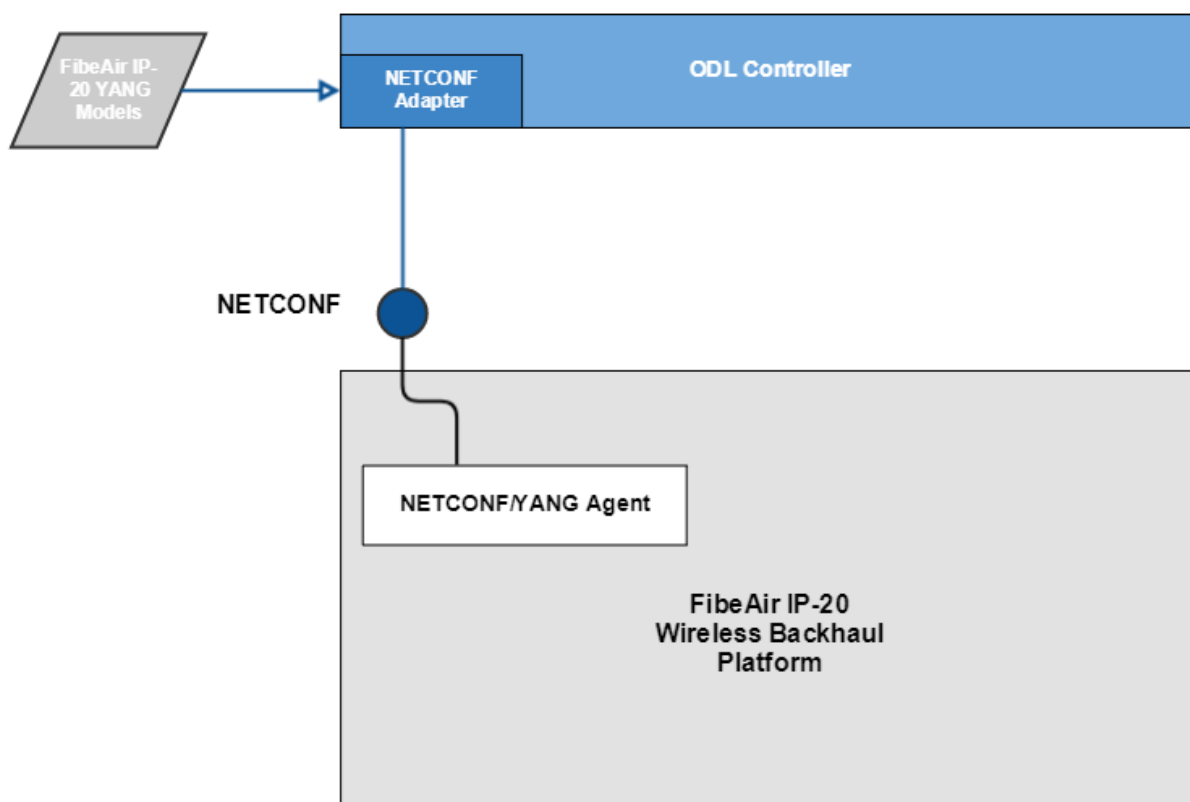 FibeAir IP-
20 YANG
Models
NETCONF
Adapter
ODL Controller
NETCONF
NETCONF/YANG Agent
FibeAir IP-20
Wireless Backhaul
Platform